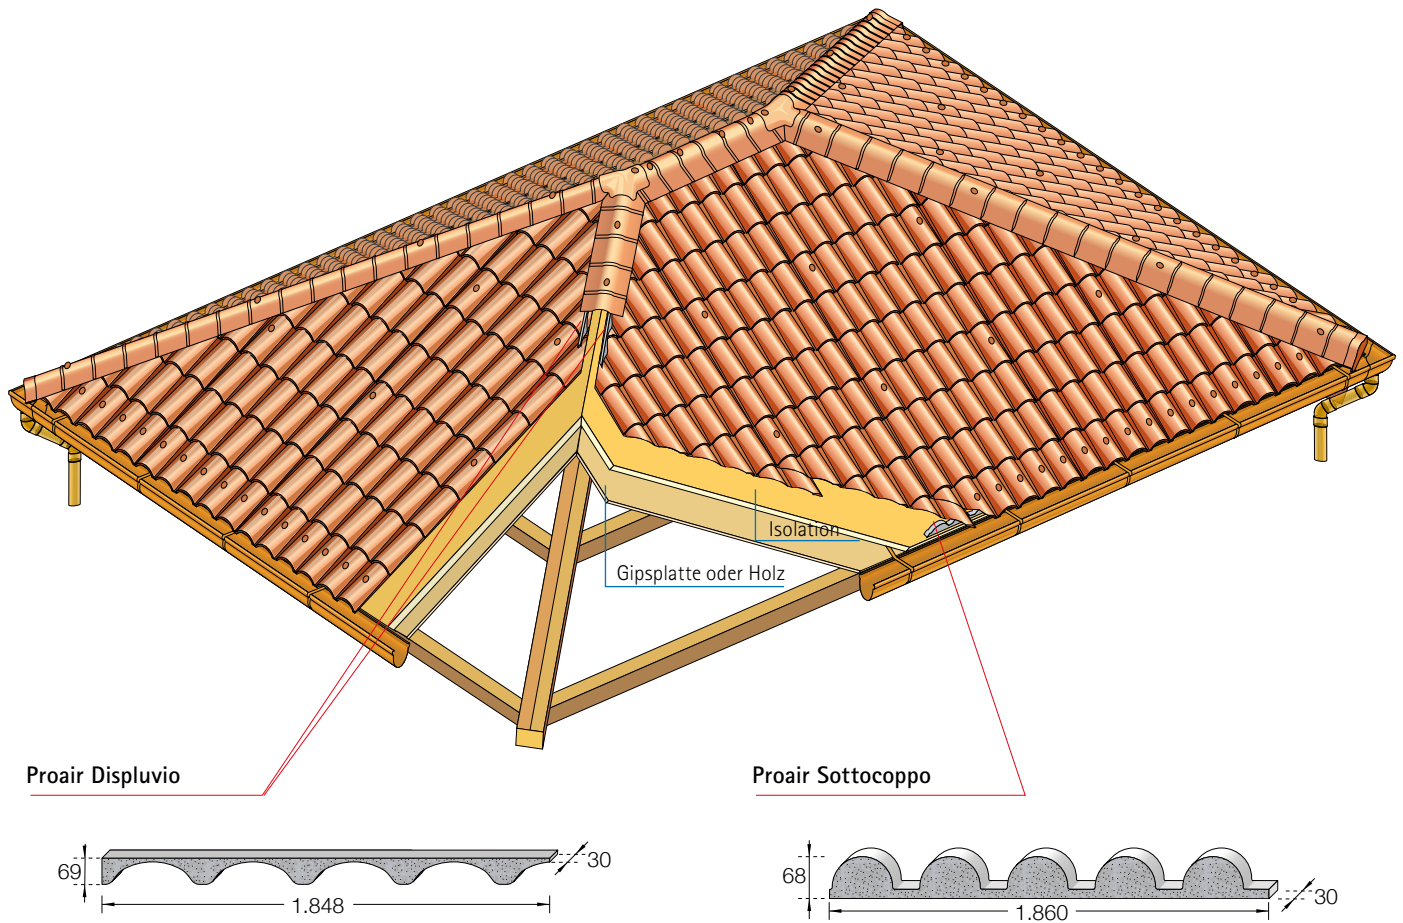 Isolation
Gipsplatte oder Holz
Proair Displuvio
Proair Sottocoppo
69
30
1.848
68
30
1.860